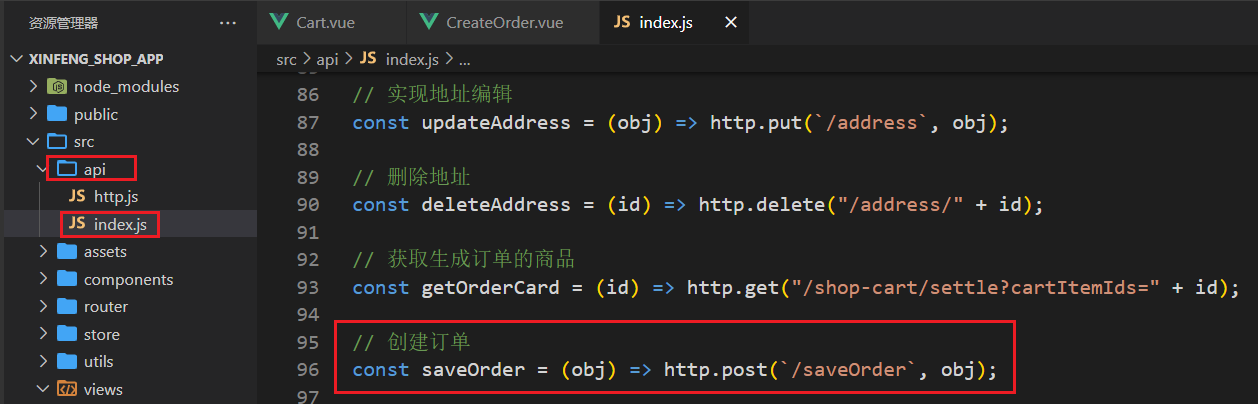 资源管理器 ...
XINFENG_SHOP_APP
node_modules
public
src
api
JS http.js
JS index.js
assets
components
router
store
utils
views
Cart.vue CreateOrder.vue JS index.js ×
src > api > JS index.js > ...
86 // 实现地址编辑
87 const updateAddress = (obj) => http.put(`/address`, obj);
88
89 // 删除地址
90 const deleteAddress = (id) => http.delete("/address/" + id);
91
92 // 获取生成订单的商品
93 const getOrderCard = (id) => http.get("/shop-cart/settle?cartItemIds=" + id);
94
95 // 创建订单
96 const saveOrder = (obj) => http.post(`/saveOrder`, obj);
97